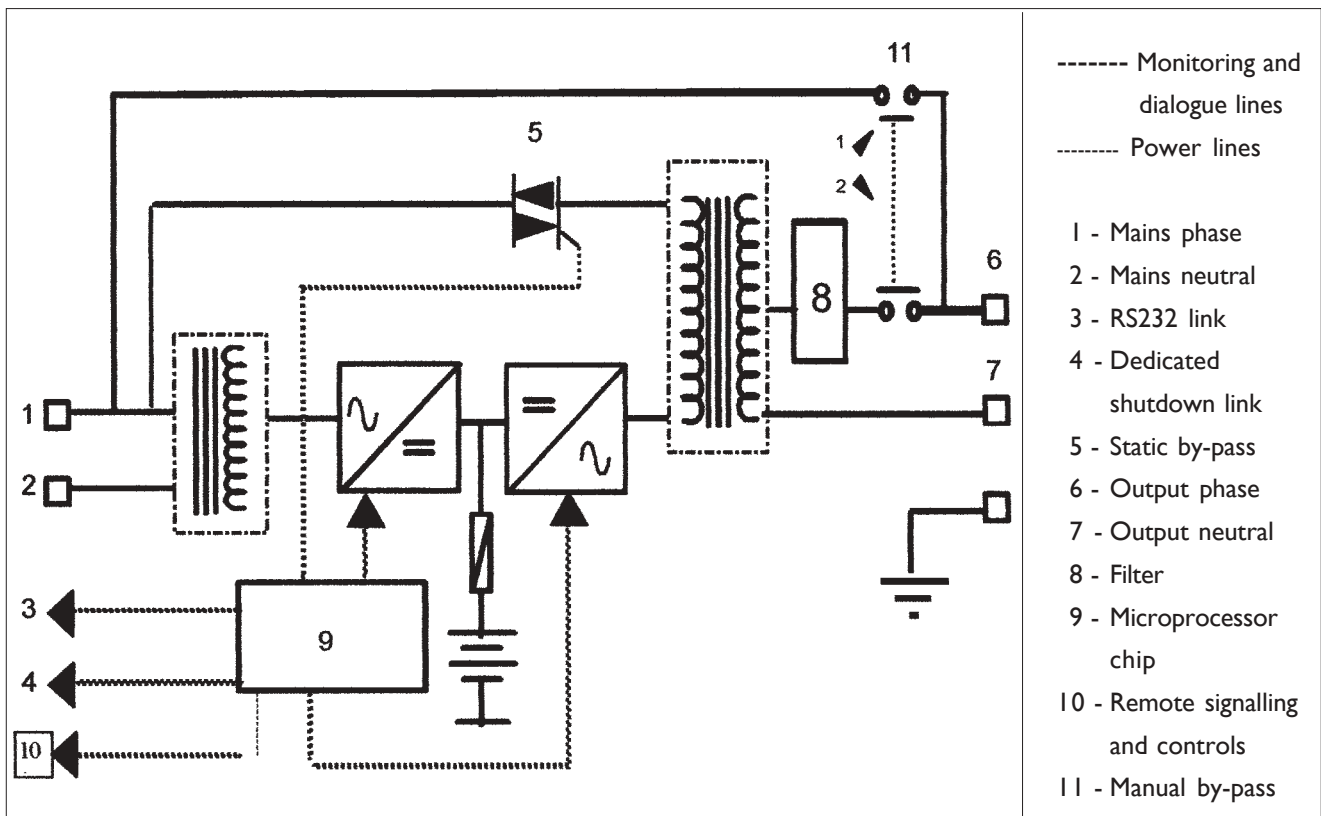 11
5
1
2
6
8
7
1
2
3
9
4
10
------- Monitoring and
dialogue lines
--------- Power lines
1 - Mains phase
2 - Mains neutral
3 - RS232 link
4 - Dedicated
shutdown link
5 - Static by-pass
6 - Output phase
7 - Output neutral
8 - Filter
9 - Microprocessor
chip
10 - Remote signalling
and controls
11 - Manual by-pass